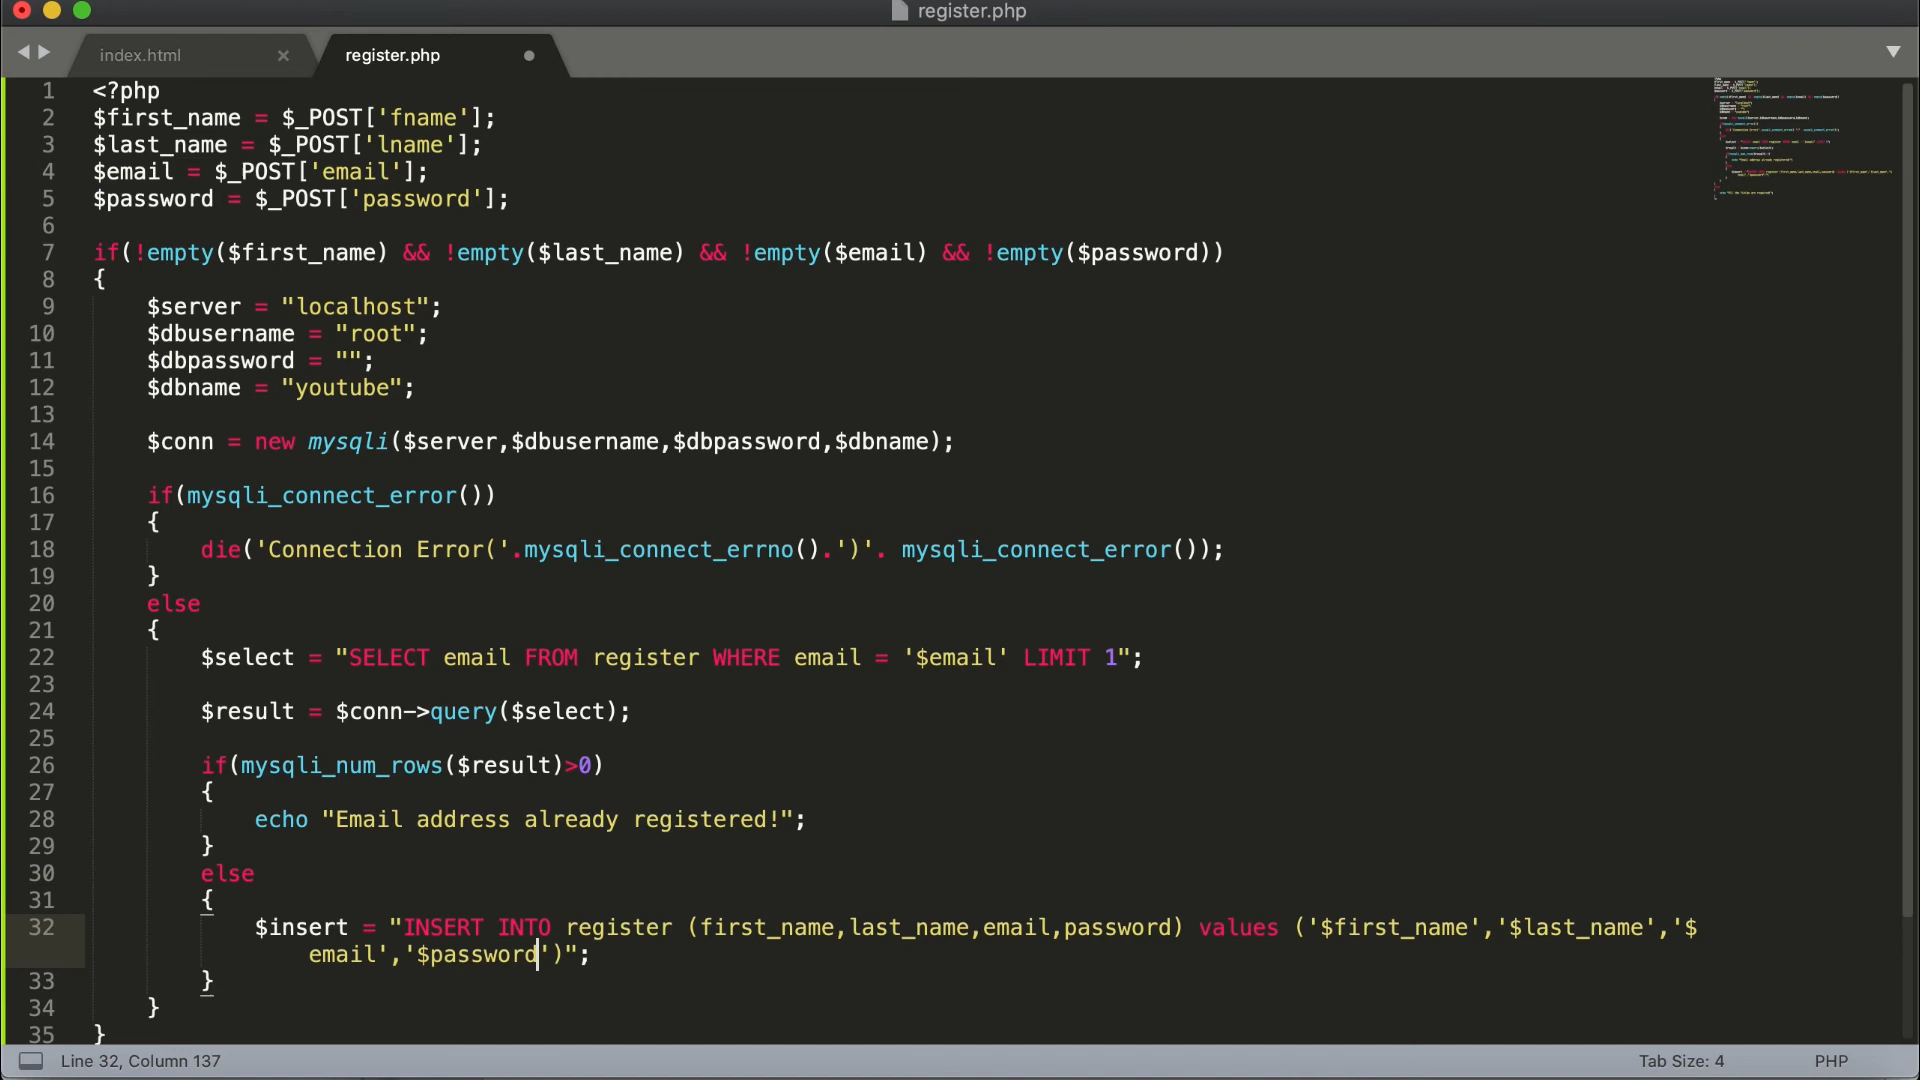 register.php
index.html
register.php
1 <?php
2 $first_name = $_POST['fname'];
3 $last_name = $_POST['lname'];
4 $email = $_POST['email'];
5 $password = $_POST['password'];
6
7 if(!empty($first_name) && !empty($last_name) && !empty($email) && !empty($password))
8 {
9     $server = "localhost";
10     $dbusername = "root";
11     $dbpassword = "";
12     $dbname = "youtube";
13
14     $conn = new mysqli($server,$dbusername,$dbpassword,$dbname);
15
16     if(mysqli_connect_error())
17     {
18         die('Connection Error('.mysqli_connect_errno().')'. mysqli_connect_error());
19     }
20     else
21     {
22         $select = "SELECT email FROM register WHERE email = '$email' LIMIT 1";
23
24         $result = $conn->query($select);
25
26         if(mysqli_num_rows($result)>0)
27         {
28             echo "Email address already registered!";
29         }
30         else
31         {
32             $insert = "INSERT INTO register (first_name,last_name,email,password) values ('$first_name','$last_name','$
email','$password')";
33         }
34     }
35 }
Line 32, Column 137
Tab Size: 4
PHP